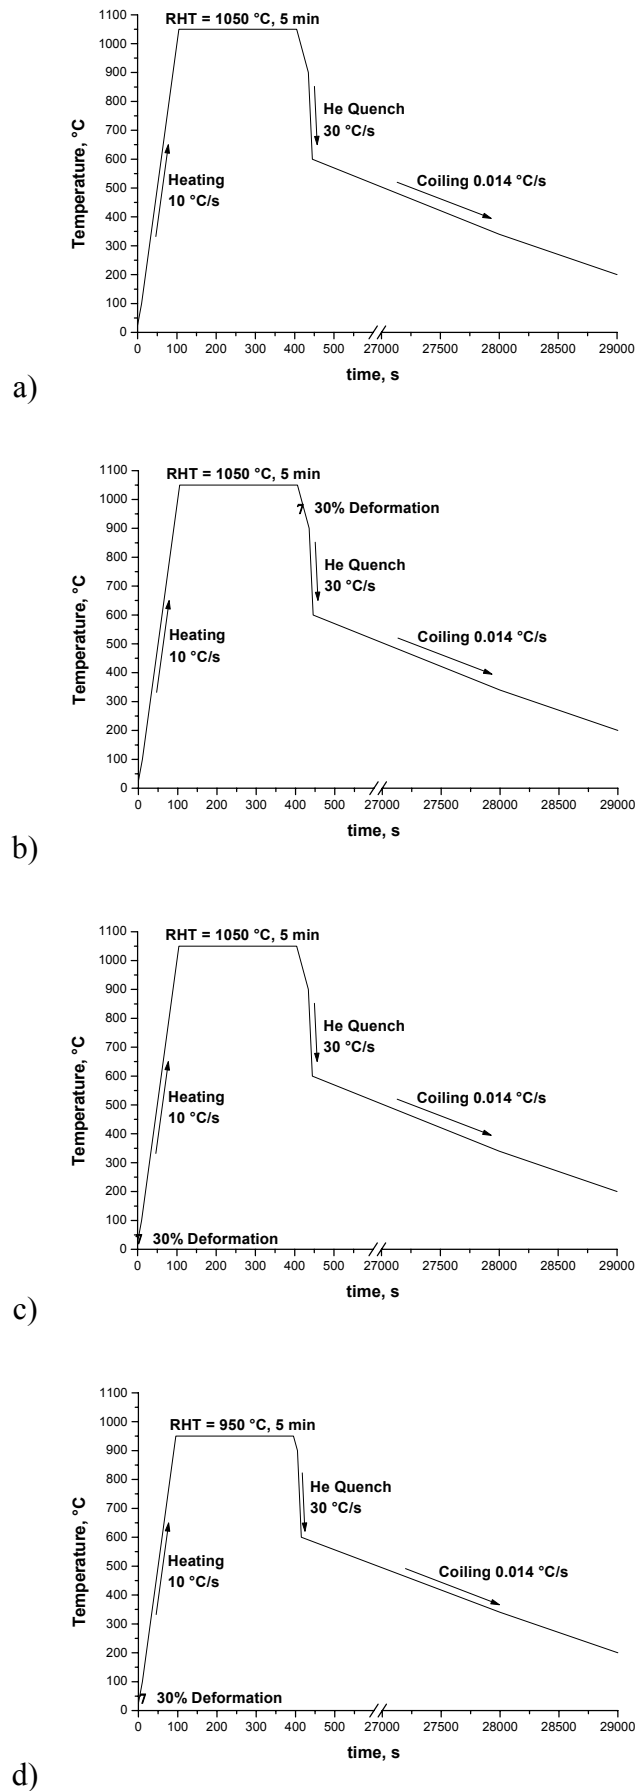 RHT = 1050 °C, 5 min
1100
1000
900
800
700
600
500
400
300
200
100
0
Temperature, °C
He Quench
30 °C/s
Heating
10 °C/s
Coiling 0.014 °C/s
0 100 200 300 400 500 27000 27500 28000 28500 29000
time, s
a)
RHT = 1050 °C, 5 min
1100
1000
900
800
700
600
500
400
300
200
100
0
Temperature, °C
30% Deformation
He Quench
30 °C/s
Heating
10 °C/s
Coiling 0.014 °C/s
0 100 200 300 400 500 27000 27500 28000 28500 29000
time, s
b)
RHT = 1050 °C, 5 min
1100
1000
900
800
700
600
500
400
300
200
100
0
Temperature, °C
He Quench
30 °C/s
Heating
10 °C/s
Coiling 0.014 °C/s
30% Deformation
0 100 200 300 400 500 27000 27500 28000 28500 29000
time, s
c)
RHT = 950 °C, 5 min
1100
1000
900
800
700
600
500
400
300
200
100
0
Temperature, °C
He Quench
30 °C/s
Heating
10 °C/s
Coiling 0.014 °C/s
30% Deformation
0 100 200 300 400 500 27000 27500 28000 28500 29000
time, s
d)